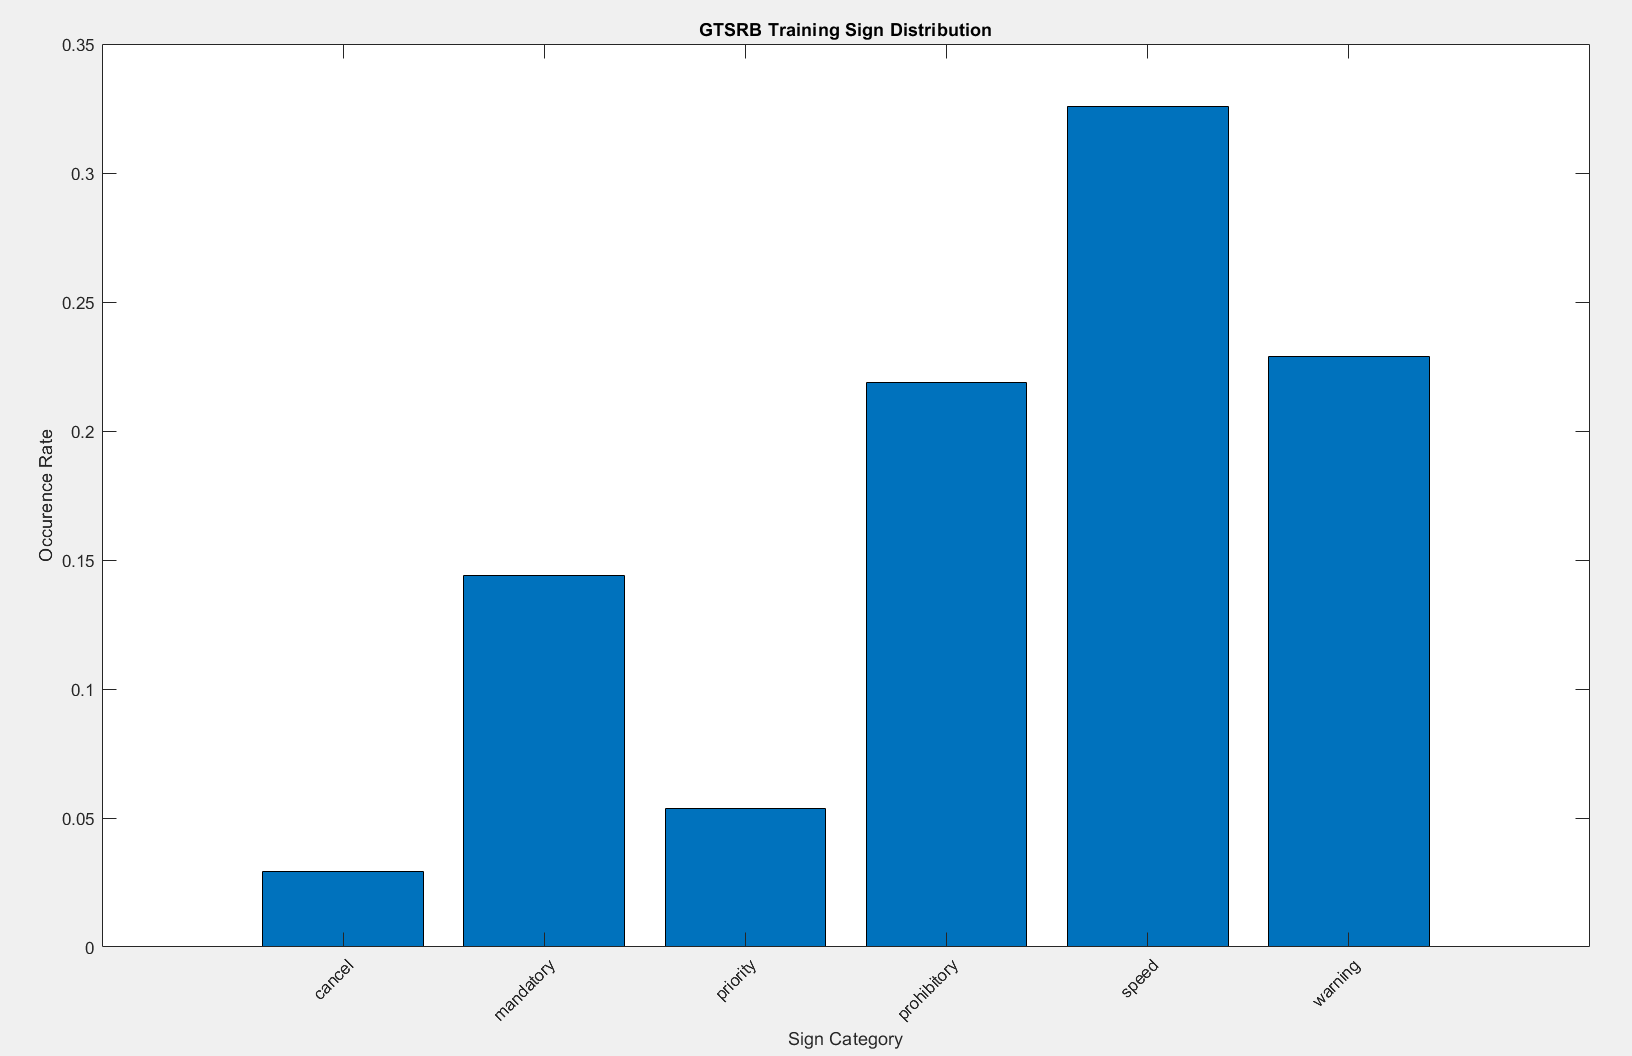 GTSRB Training Sign Distribution
0.35
0.3
0.25
0.2
0.15
0.1
0.05
0
Occurence Rate
cancel
mandatory
priority
prohibitory
speed
warning
Sign Category